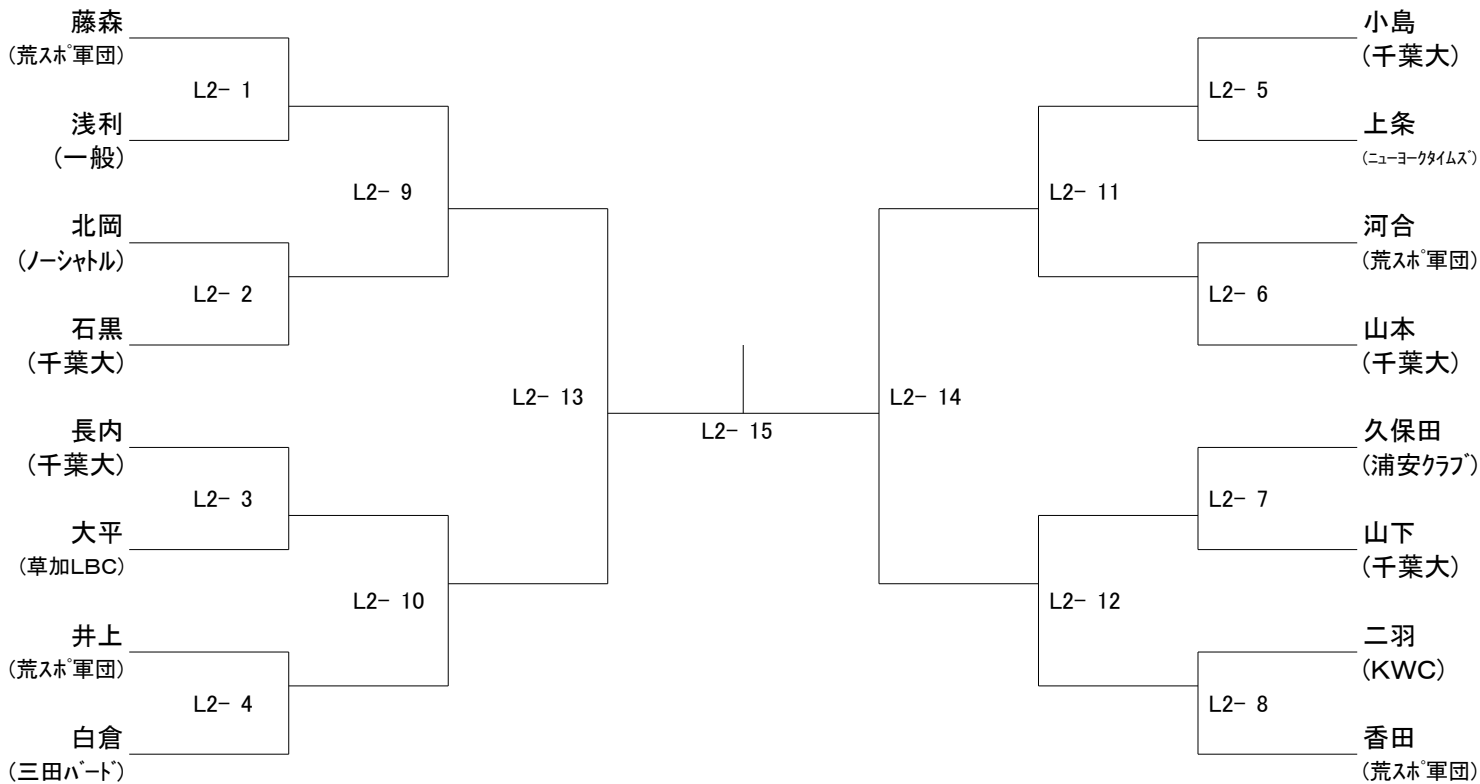 藤森
(荒スポ軍団)
L2- 1
浅利
(一般)
L2- 9
北岡
(ノーシャトル)
L2- 2
石黒
(千葉大)
L2- 13
長内
(千葉大)
L2- 3
大平
(草加LBC)
L2- 10
井上
(荒スポ軍団)
L2- 4
白倉
(三田バード)
L2- 15
小島
(千葉大)
L2- 5
上条
(ニューヨークタイムズ)
L2- 11
河合
(荒スポ軍団)
L2- 6
山本
(千葉大)
L2- 14
久保田
(浦安クラブ)
L2- 7
山下
(千葉大)
L2- 12
二羽
(KWC)
L2- 8
香田
(荒スポ軍団)